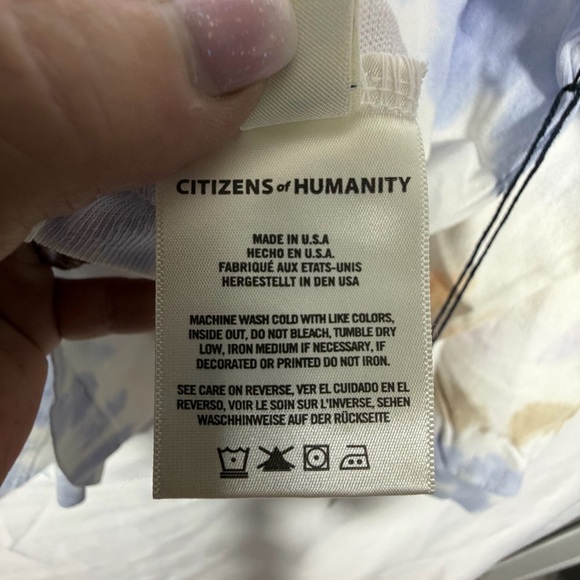 CITIZENS of HUMANITY
MADE IN U.S.A
HECHO EN U.S.A.
FABRIQUÉ AUX ETATS-UNIS
HERGESTELLT IN DEN USA
MACHINE WASH COLD WITH LIKE COLORS,
INSIDE OUT, DO NOT BLEACH, TUMBLE DRY
LOW, IRON MEDIUM IF NECESSARY, IF
DECORATED OR PRINTED DO NOT IRON.
SEE CARE ON REVERSE, VER EL CUIDADO EN EL
REVERSO, VOIR LE SOIN SUR L'INVERSE, SEHEN
WASCHHINWEISE AUF DER RÜCKSEITE